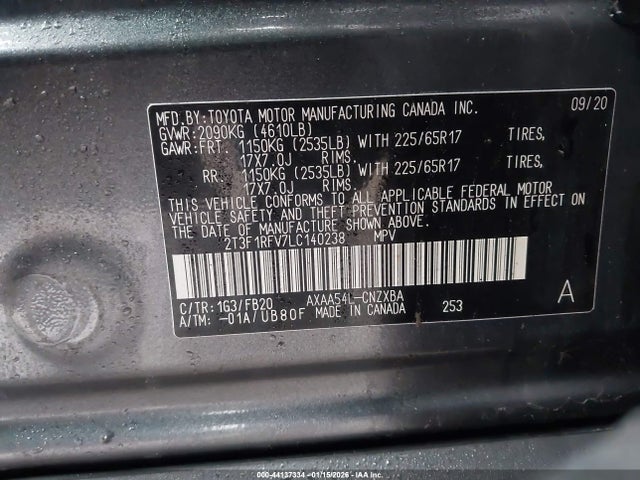 MFD.BY:TOYOTA MOTOR MANUFACTURING CANADA INC. 09/20
GVWR:2090KG (4610LB)
GAWR:FRT. 1150KG (2535LB) WITH 225/65R17 TIRES,
17X7.0J RIMS.
RR. 1150KG (2535LB) WITH 225/65R17 TIRES,
17X7.0J RIMS.
THIS VEHICLE CONFORMS TO ALL APPLICABLE FEDERAL MOTOR
VEHICLE SAFETY AND THEFT PREVENTION STANDARDS IN EFFECT ON
THE DATE OF MANUFACTURE SHOWN ABOVE.
2T3F1RFV7LC140238 MPV
C/TR:1G3/FB20 AXAA54L-CNZXBA A
A/TM: -01A/UB80F MADE IN CANADA 253
000-44137334 - 01/15/2026 - IAA Inc.